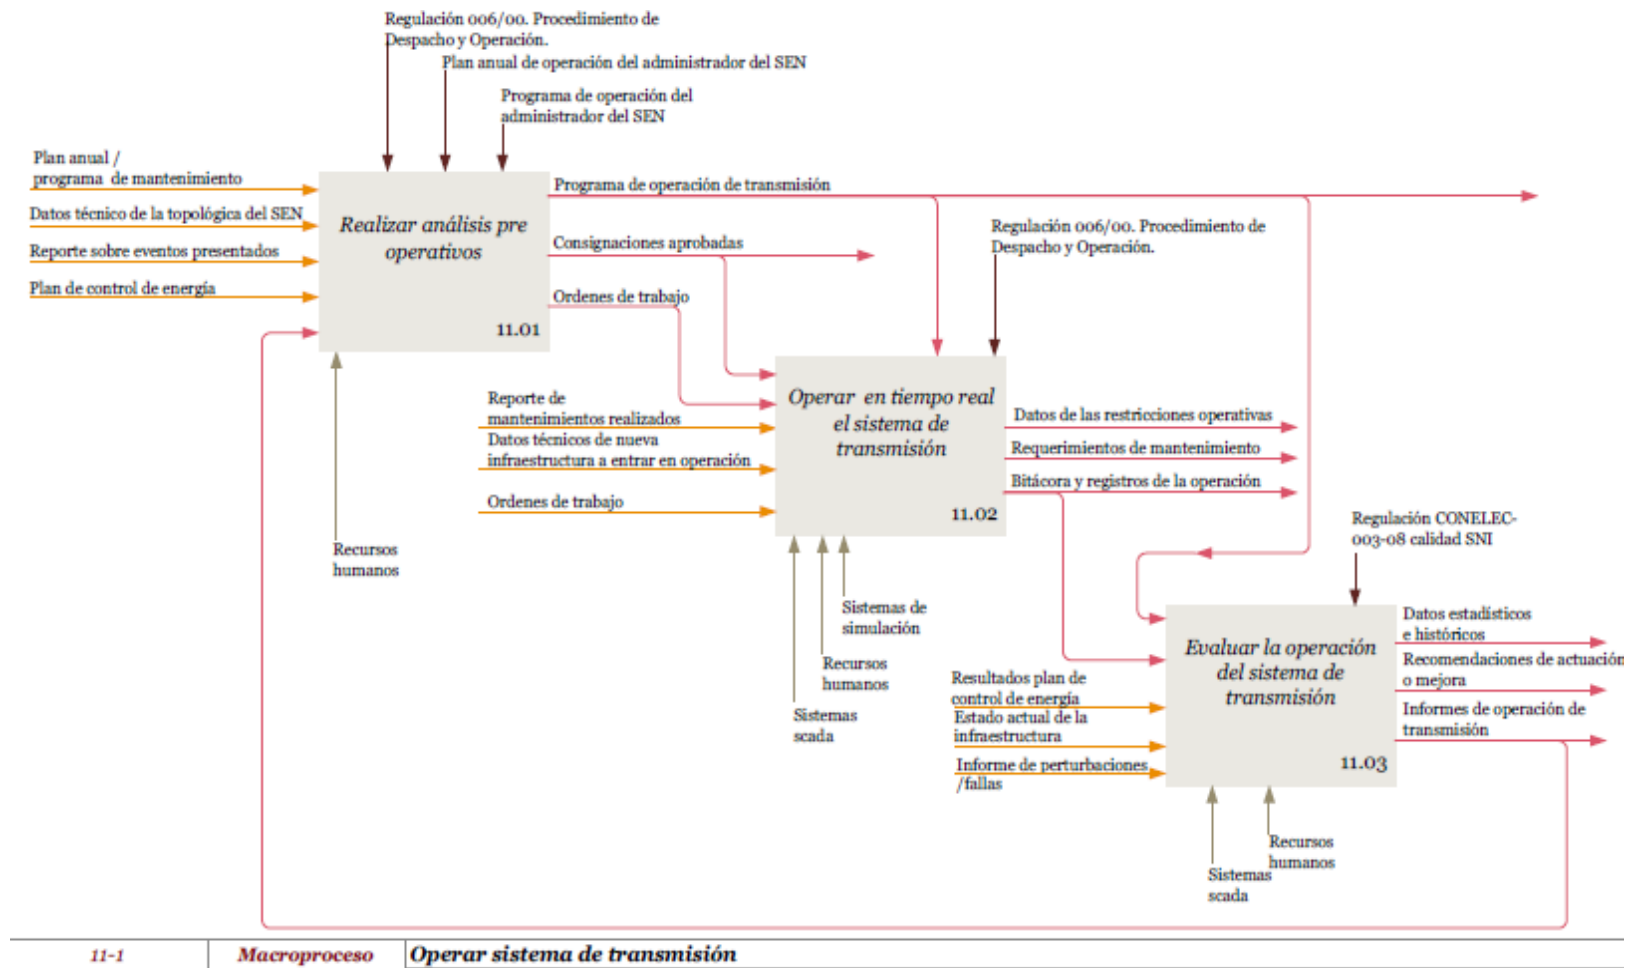 Regulación 006/00. Procedimiento de
Despacho y Operación.
Plan anual de operación del administrador del SEN
Programa de operación del
administrador del SEN
Plan anual /
programa de mantenimiento
Datos técnico de la topológica del SEN
Reporte sobre eventos presentados
Plan de control de energía
Realizar análisis pre
operativos
11.01
Recursos
humanos
Programa de operación de transmisión
Consignaciones aprobadas
Ordenes de trabajo
Regulación 006/00. Procedimiento de
Despacho y Operación.
Reporte de
mantenimientos realizados
Datos técnicos de nueva
infraestructura a entrar en operación
Ordenes de trabajo
Operar en tiempo real
el sistema de
transmisión
11.02
Sistemas de
simulación
Recursos
humanos
Sistemas
scada
Datos de las restricciones operativas
Requerimientos de mantenimiento
Bitácora y registros de la operación
Regulación CONELEC-
003-08 calidad SNI
Resultados plan de
control de energía
Estado actual de la
infraestructura
Informe de perturbaciones
/fallas
Evaluar la operación
del sistema de
transmisión
11.03
Recursos
humanos
Sistemas
scada
Datos estadísticos
e históricos
Recomendaciones de actuación
o mejora
Informes de operación de
transmisión
11-1 Macroproceso Operar sistema de transmisión